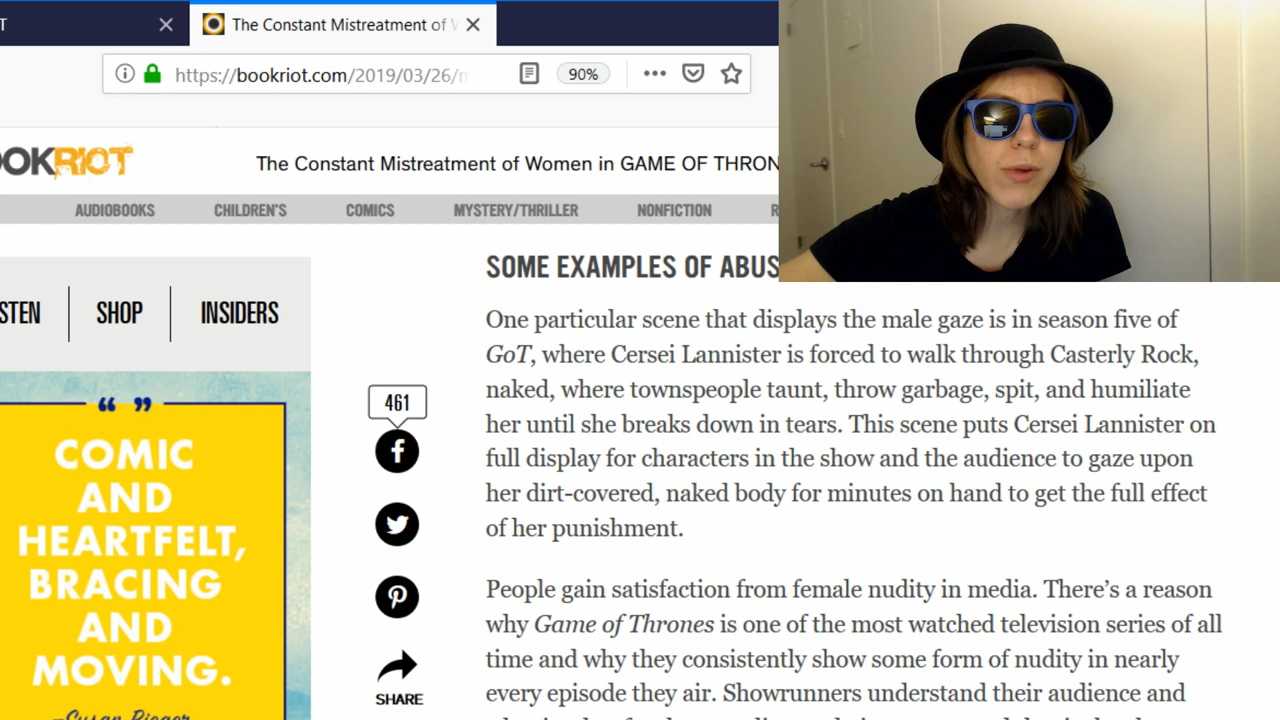 T
The Constant Mistreatment of
https://bookriot.com/2019/03/26/
90%
OOKRIOT
The Constant Mistreatment of Women in GAME OF THRON
AUDIOBOOKS CHILDREN'S COMICS MYSTERY/THRILLER NONFICTION R
SOME EXAMPLES OF ABUS
STEN SHOP INSIDERS
One particular scene that displays the male gaze is in season five of
GoT, where Cersei Lannister is forced to walk through Casterly Rock,
naked, where townspeople taunt, throw garbage, spit, and humiliate
her until she breaks down in tears. This scene puts Cersei Lannister on
full display for characters in the show and the audience to gaze upon
her dirt-covered, naked body for minutes on hand to get the full effect
of her punishment.
461
SHARE
“ ”
COMIC
AND
HEARTFELT,
BRACING
AND
MOVING.
People gain satisfaction from female nudity in media. There’s a reason
why Game of Thrones is one of the most watched television series of all
time and why they consistently show some form of nudity in nearly
every episode they air. Showrunners understand their audience and